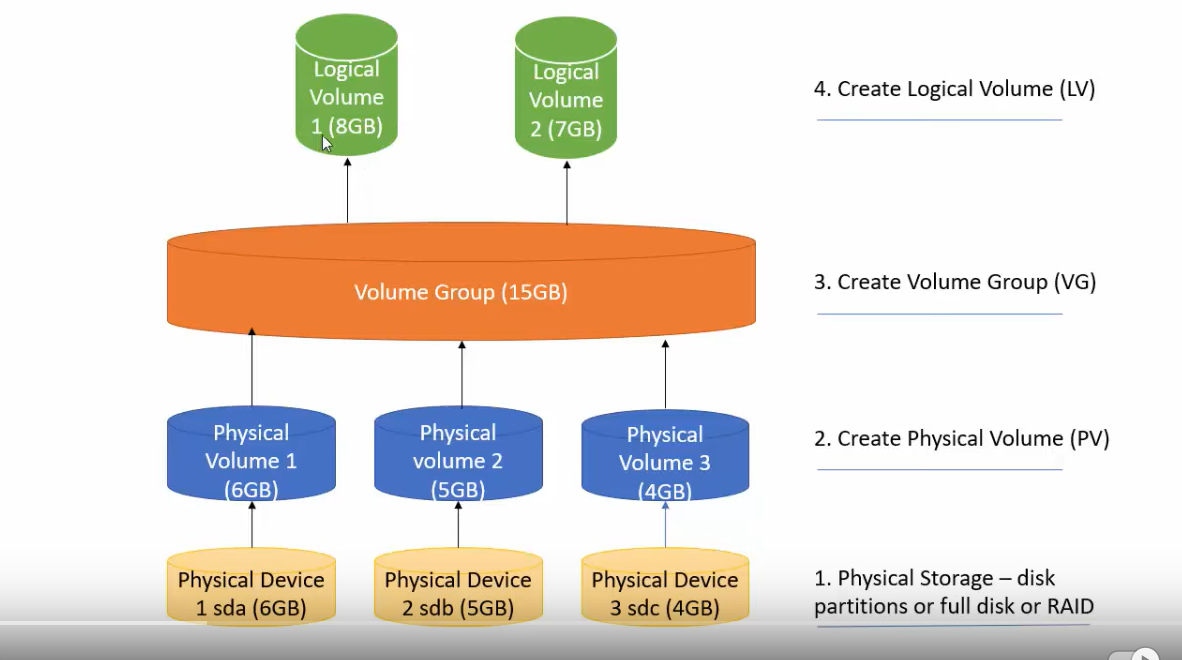 Logical
Volume
1 (8GB)
Logical
Volume
2 (7GB)
4. Create Logical Volume (LV)
Volume Group (15GB)
3. Create Volume Group (VG)
Physical
Volume 1
(6GB)
Physical
volume 2
(5GB)
Physical
Volume 3
(4GB)
2. Create Physical Volume (PV)
Physical Device
1 sda (6GB)
Physical Device
2 sdb (5GB)
Physical Device
3 sdc (4GB)
1. Physical Storage – disk
partitions or full disk or RAID